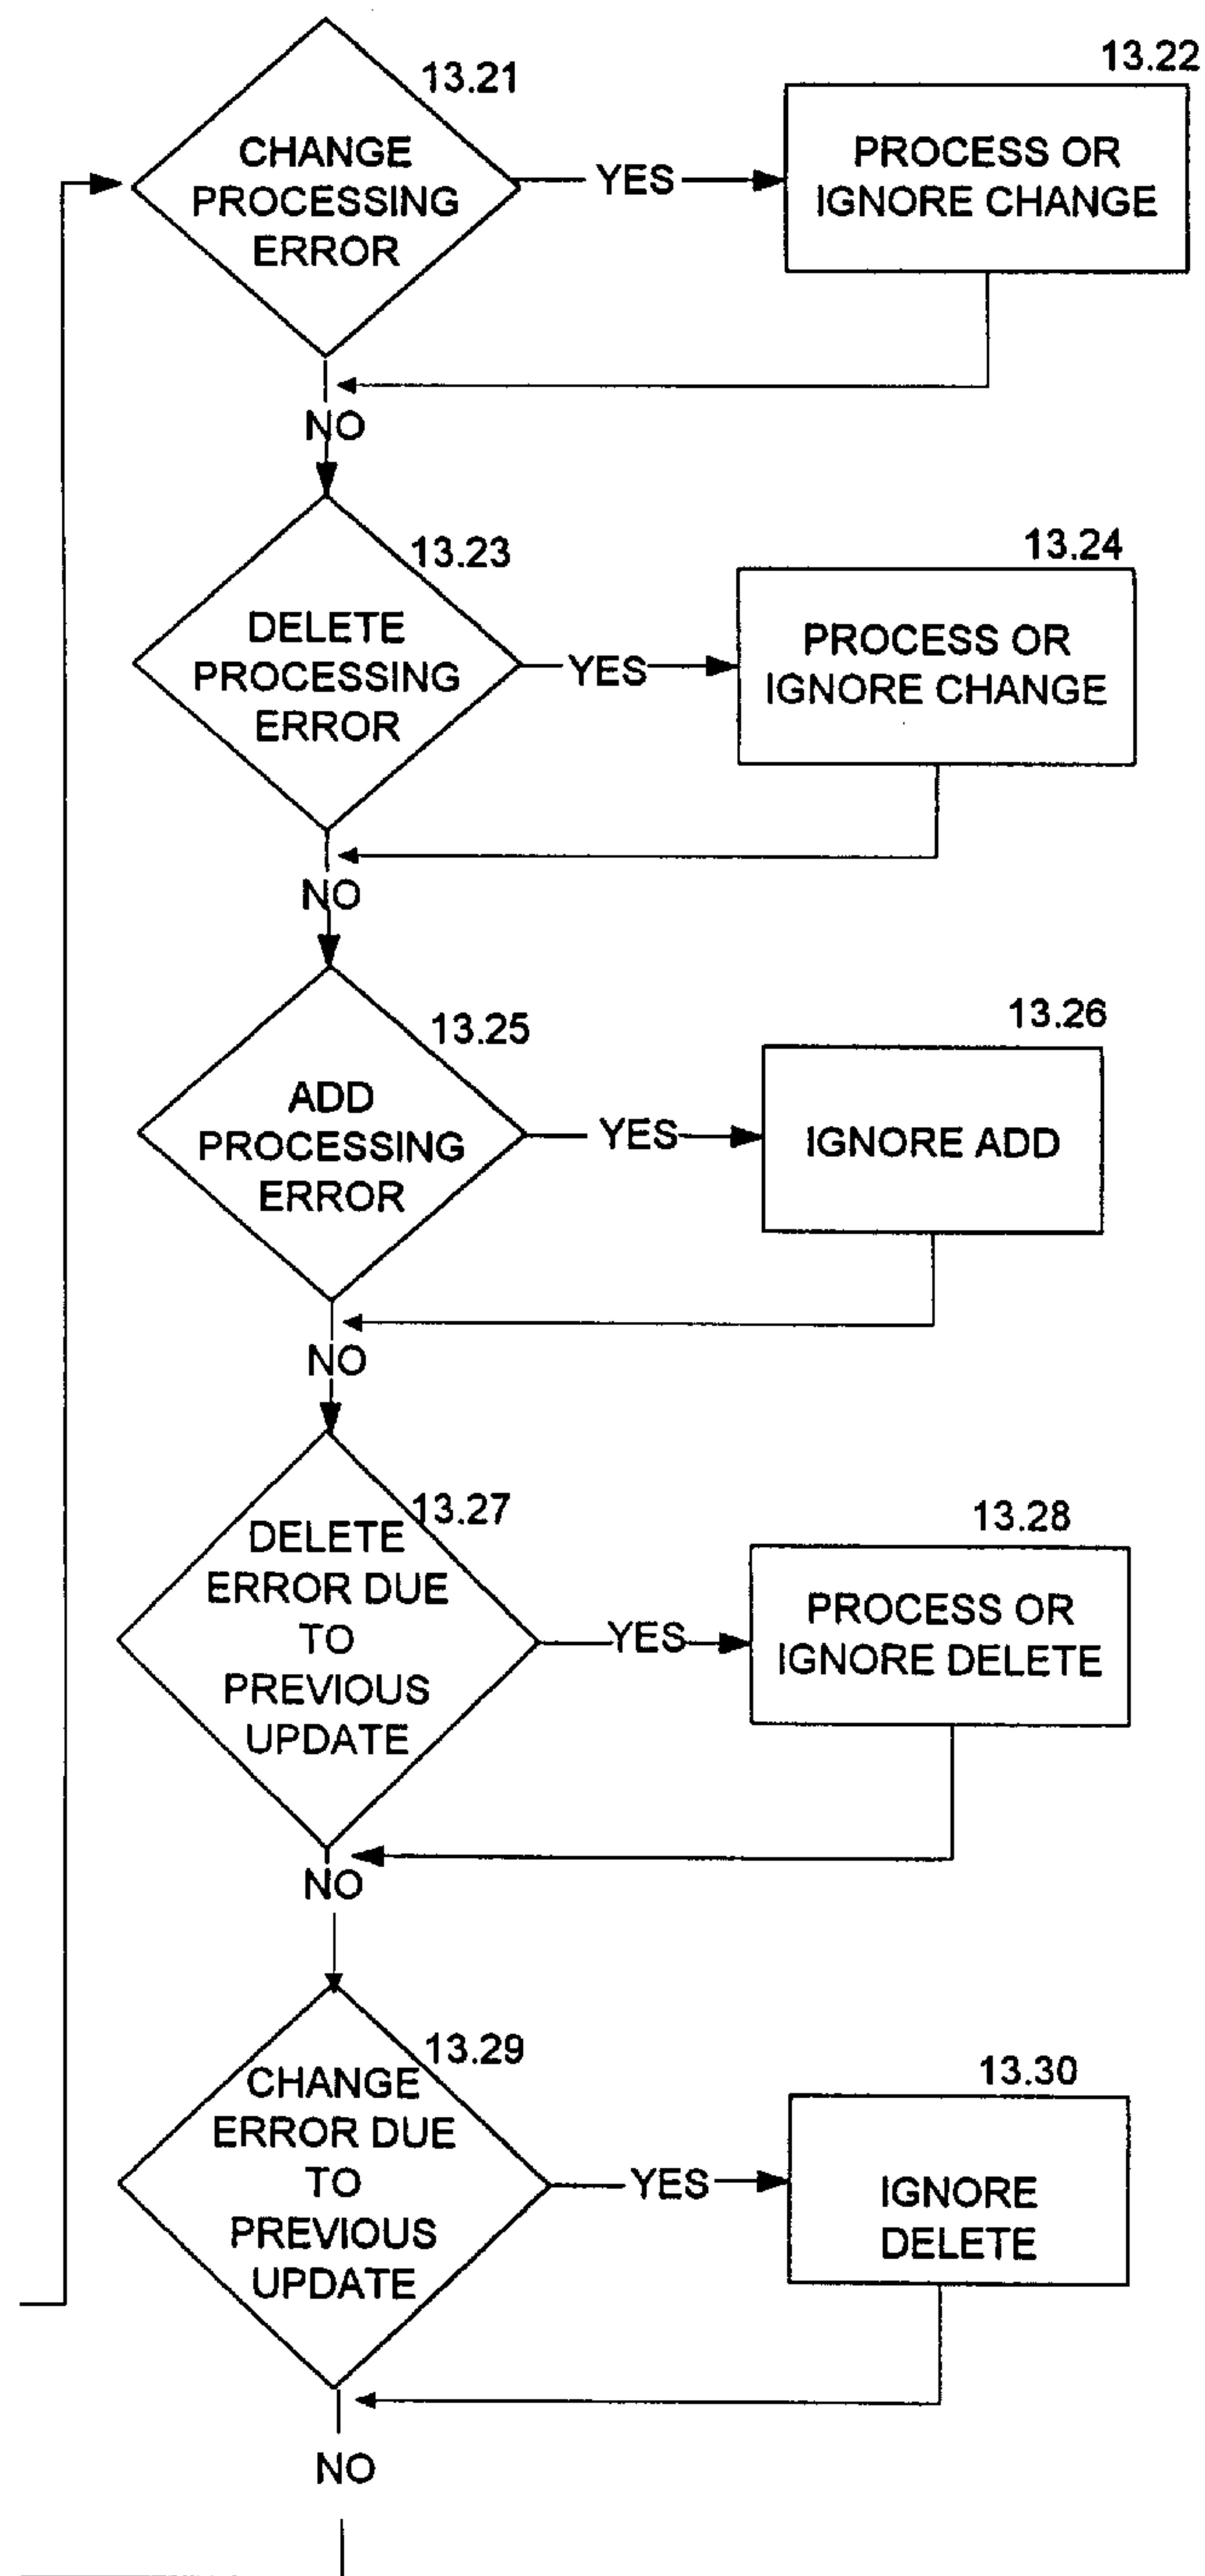 13.21
CHANGE
PROCESSING
ERROR
YES
13.22
PROCESS OR
IGNORE CHANGE
NO
13.23
DELETE
PROCESSING
ERROR
YES
13.24
PROCESS OR
IGNORE CHANGE
NO
13.25
ADD
PROCESSING
ERROR
YES
13.26
IGNORE ADD
NO
13.27
DELETE
ERROR DUE
TO
PREVIOUS
UPDATE
YES
13.28
PROCESS OR
IGNORE DELETE
NO
13.29
CHANGE
ERROR DUE
TO
PREVIOUS
UPDATE
YES
13.30
IGNORE
DELETE
NO